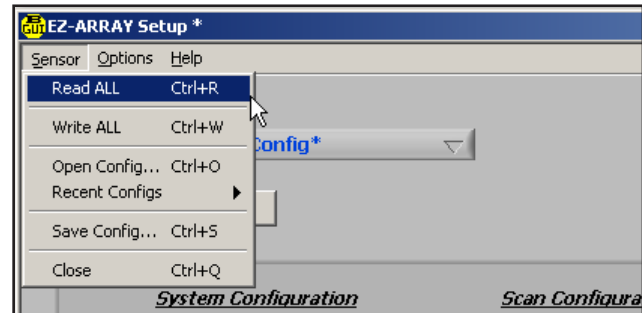 GUI EZ-ARRAY Setup *
Sensor Options Help
Read ALL Ctrl+R
Write ALL Ctrl+W
Config*
Open Config... Ctrl+O
Recent Configs
Save Config... Ctrl+S
Close Ctrl+Q
System Configuration Scan Configura